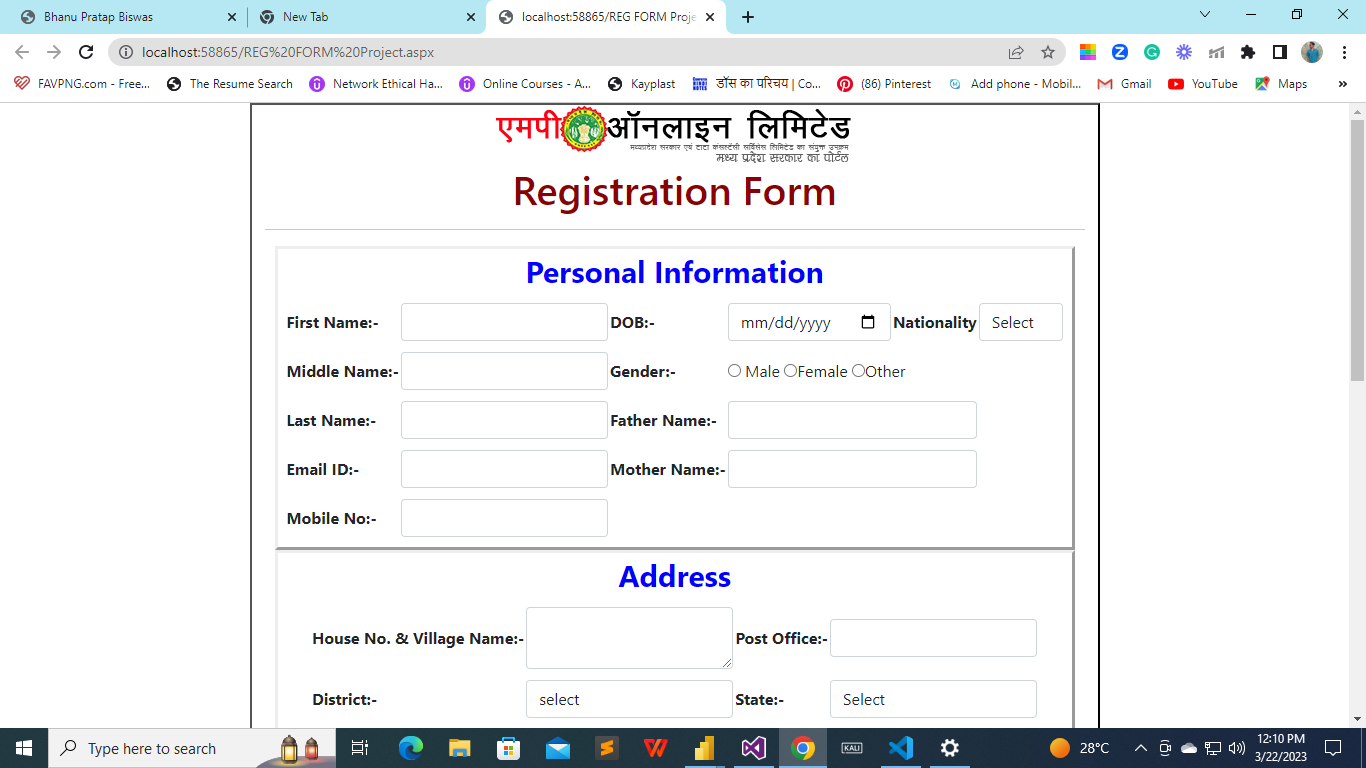 Bhanu Pratap Biswas
New Tab
localhost:58865/REG FORM Proje
localhost:58865/REG%20FORM%20Project.aspx
FAVPNG.com - Free... The Resume Search Network Ethical Ha... Online Courses - A... Kayplast डॉस का परिचय | Co... (86) Pinterest Add phone - Mobil... Gmail YouTube Maps »
एमपी ऑनलाइन लिमिटेड
मध्यप्रदेश सरकार एवं टाटा कंसल्टेंसी सर्विसेस लिमिटेड का संयुक्त उपक्रम
मध्य प्रदेश सरकार का पोर्टल
Registration Form
Personal Information
First Name:- DOB:- mm/dd/yyyy Nationality Select
Middle Name:- Gender:- Male Female Other
Last Name:- Father Name:-
Email ID:- Mother Name:-
Mobile No:-
Address
House No. & Village Name:- Post Office:-
District:- select State:- Select
Type here to search
KALI
28°C
12:10 PM
3/22/2023